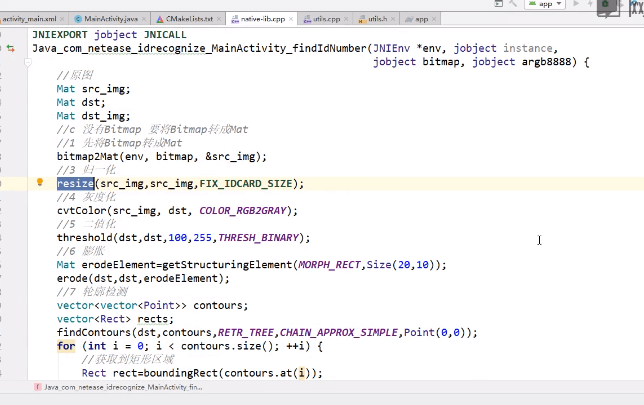 activity_main.xml MainActivity.java CMakeLists.txt native-lib.cpp utils.cpp utils.h app
app
JNIEXPORT jobject JNICALL
Java_com_netease_idrecognize_MainActivity_findIdNumber(JNIEnv *env, jobject instance,
jobject bitmap, jobject argb8888) {
//原图
Mat src_img;
Mat dst;
Mat dst_img;
//c 没有Bitmap 要将Bitmap转成Mat
//1 先将Bitmap转成Mat
bitmap2Mat(env, bitmap, &src_img);
//3 归一化
resize(src_img,src_img,FIX_IDCARD_SIZE);
//4 灰度化
cvtColor(src_img, dst, COLOR_RGB2GRAY);
//5 二值化
threshold(dst,dst,100,255,THRESH_BINARY);
//6 膨胀
Mat erodeElement=getStructuringElement(MORPH_RECT,Size(20,10));
erode(dst,dst,erodeElement);
//7 轮廓检测
vector<vector<Point>> contours;
vector<Rect> rects;
findContours(dst,contours,RETR_TREE,CHAIN_APPROX_SIMPLE,Point(0,0));
for (int i = 0; i < contours.size(); ++i) {
//获取到矩形区域
Rect rect=boundingRect(contours.at(i));
f Java_com_netease_idrecognize_MainActivity_fin...